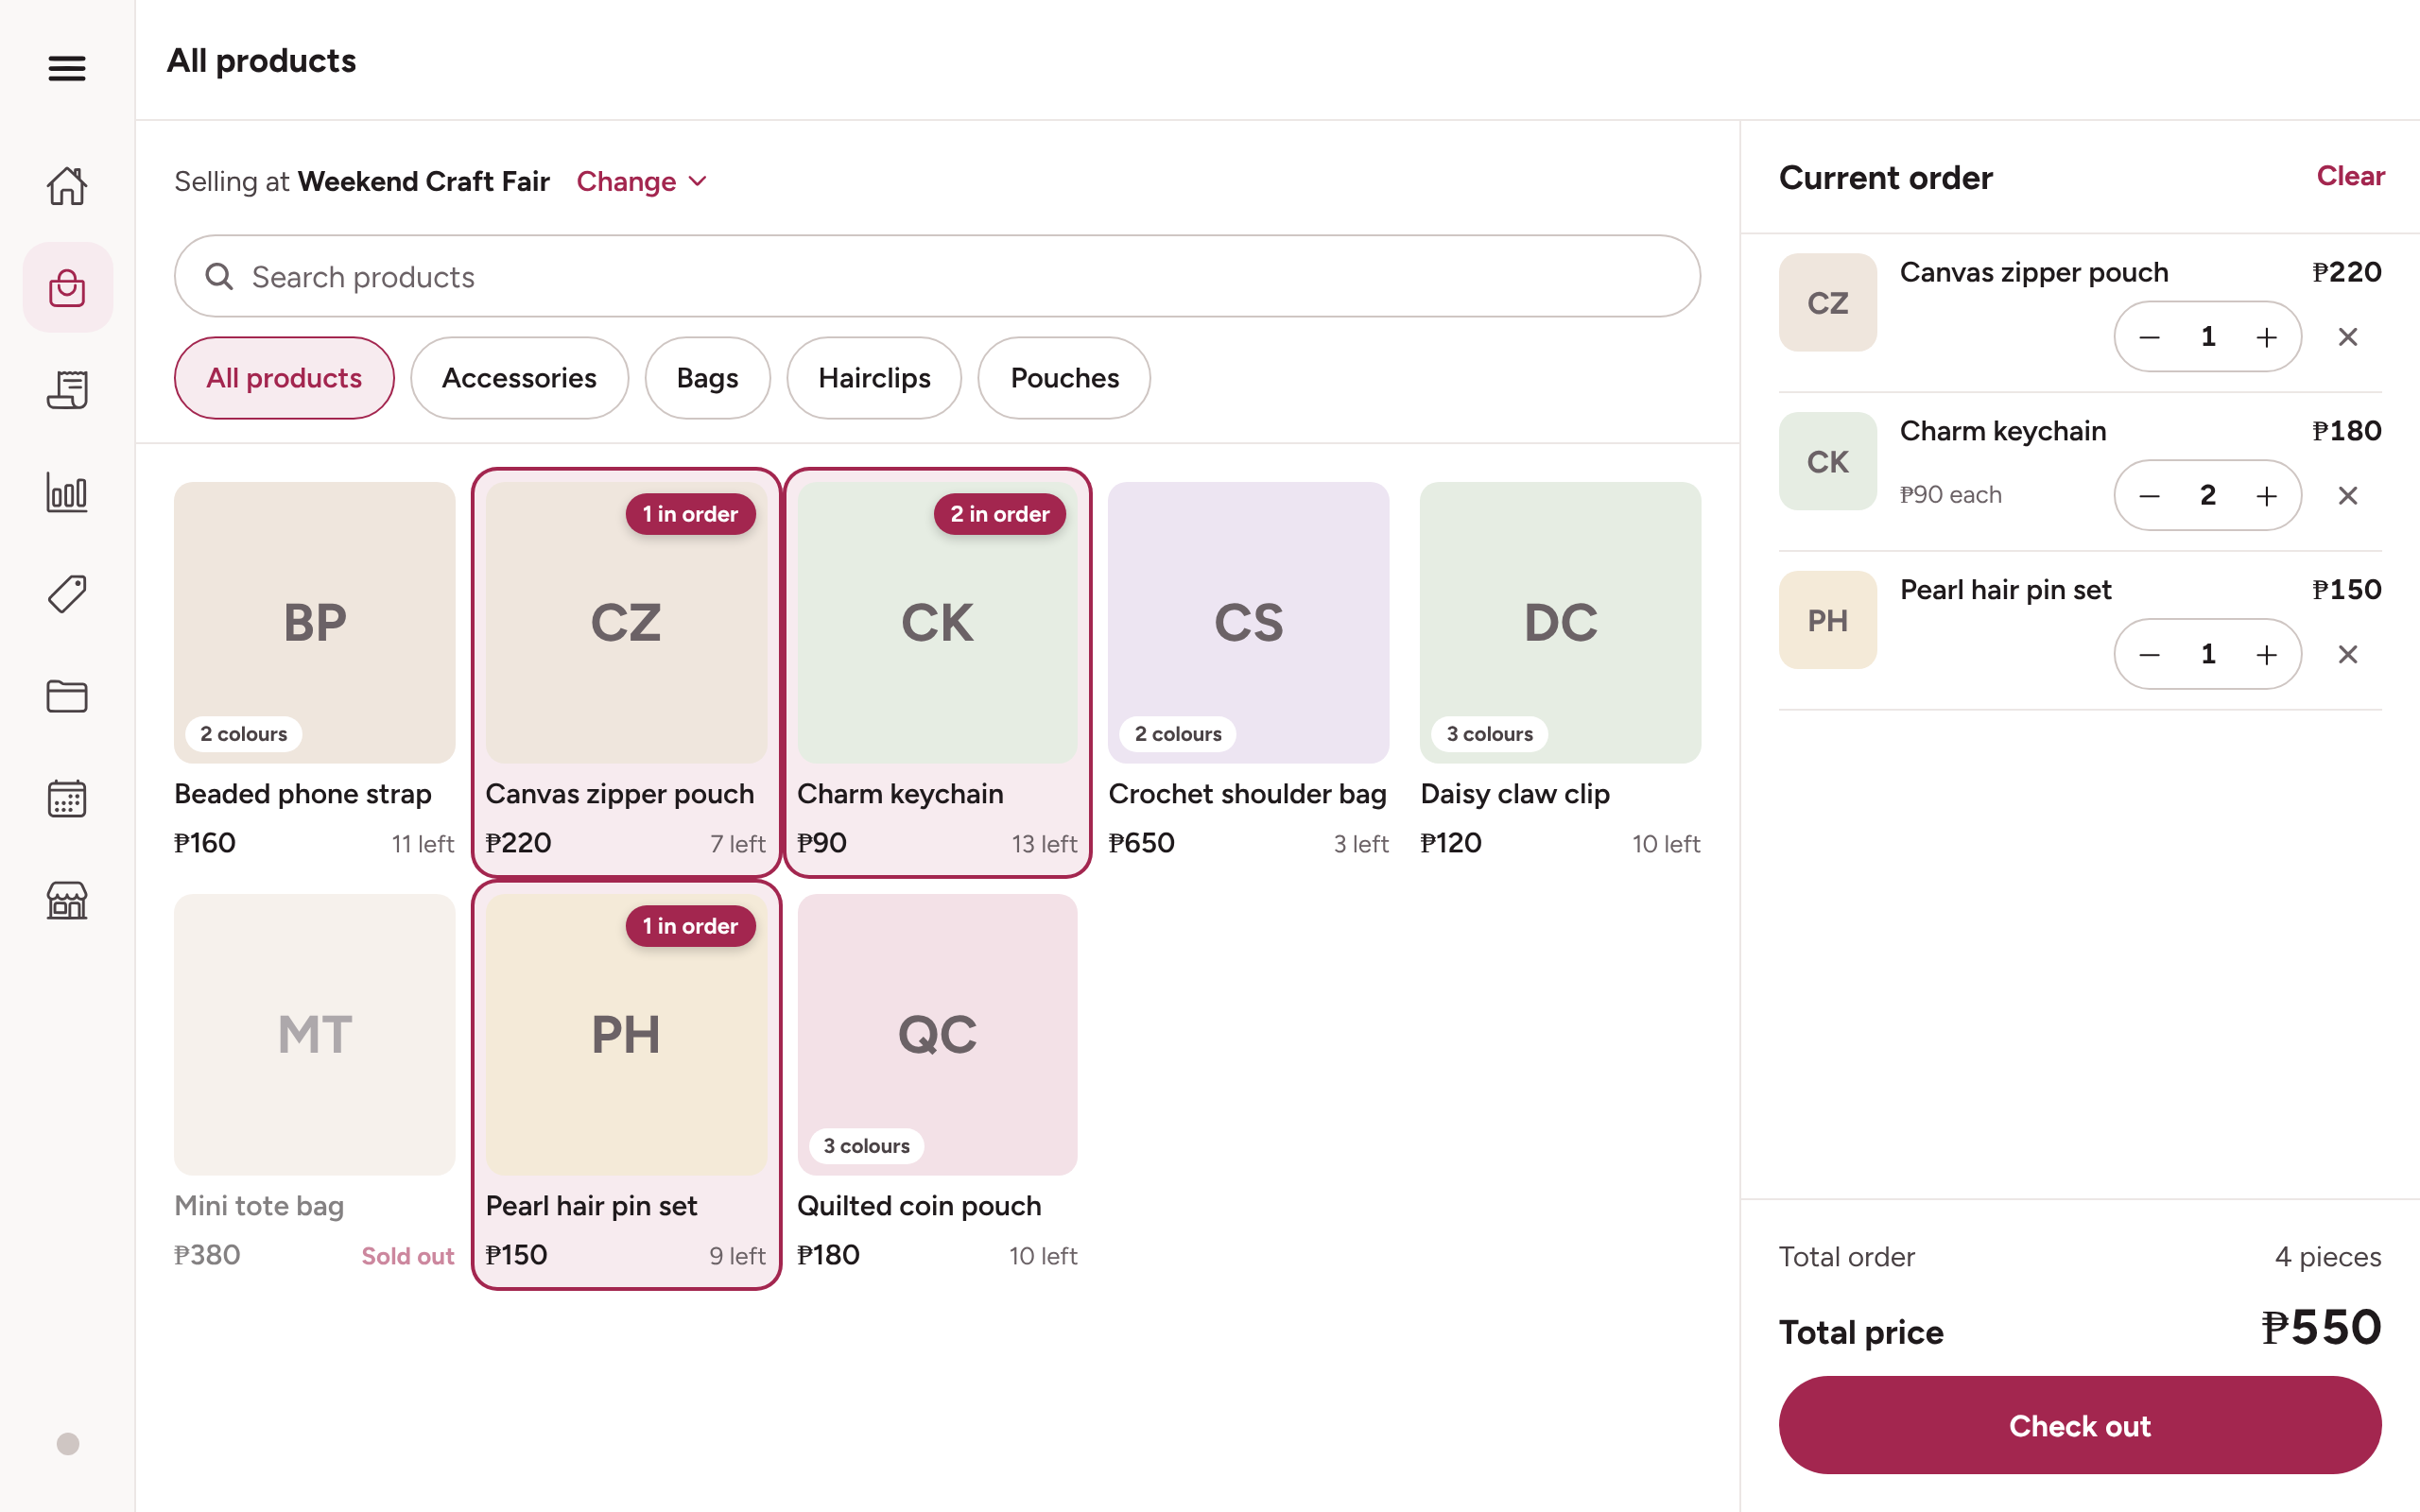 All products
Selling at Weekend Craft Fair Change
Search products
All products Accessories Bags Hairclips Pouches
BP
2 colours
Beaded phone strap
₱160 11 left
1 in order
CZ
Canvas zipper pouch
₱220 7 left
2 in order
CK
Charm keychain
₱90 13 left
CS
2 colours
Crochet shoulder bag
₱650 3 left
DC
3 colours
Daisy claw clip
₱120 10 left
MT
Mini tote bag
₱380 Sold out
1 in order
PH
Pearl hair pin set
₱150 9 left
QC
3 colours
Quilted coin pouch
₱180 10 left
Current order Clear
CZ
Canvas zipper pouch ₱220
1
CK
Charm keychain ₱180
₱90 each 2
PH
Pearl hair pin set ₱150
1
Total order 4 pieces
Total price ₱550
Check out